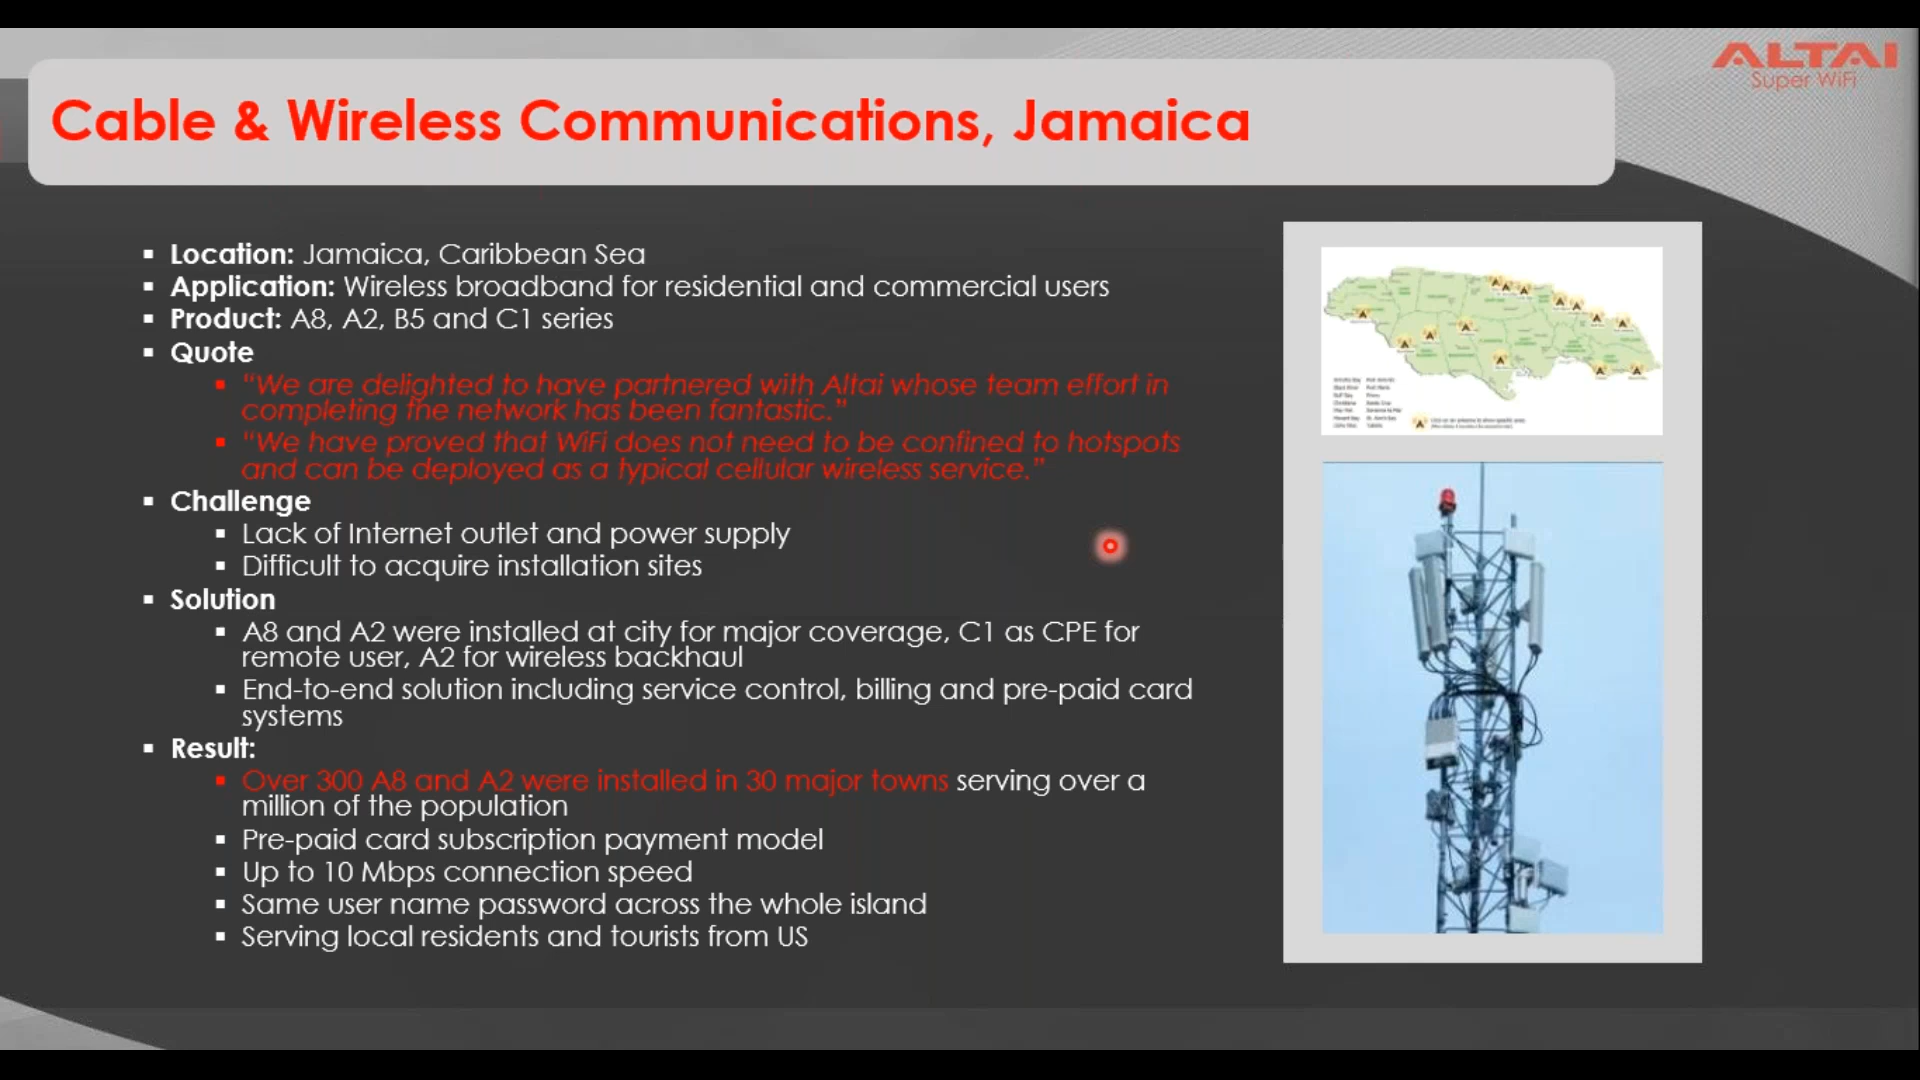 ALTAI
Super WiFi
Cable & Wireless Communications, Jamaica
▪ Location: Jamaica, Caribbean Sea
▪ Application: Wireless broadband for residential and commercial users
▪ Product: A8, A2, B5 and C1 series
▪ Quote
▪ "We are delighted to have partnered with Altai whose team effort in
completing the network has been fantastic."
▪ "We have proved that WiFi does not need to be confined to hotspots
and can be deployed as a typical cellular wireless service."
▪ Challenge
▪ Lack of Internet outlet and power supply
▪ Difficult to acquire installation sites
▪ Solution
▪ A8 and A2 were installed at city for major coverage, C1 as CPE for
remote user, A2 for wireless backhaul
▪ End-to-end solution including service control, billing and pre-paid card
systems
▪ Result:
▪ Over 300 A8 and A2 were installed in 30 major towns serving over a
million of the population
▪ Pre-paid card subscription payment model
▪ Up to 10 Mbps connection speed
▪ Same user name password across the whole island
▪ Serving local residents and tourists from US